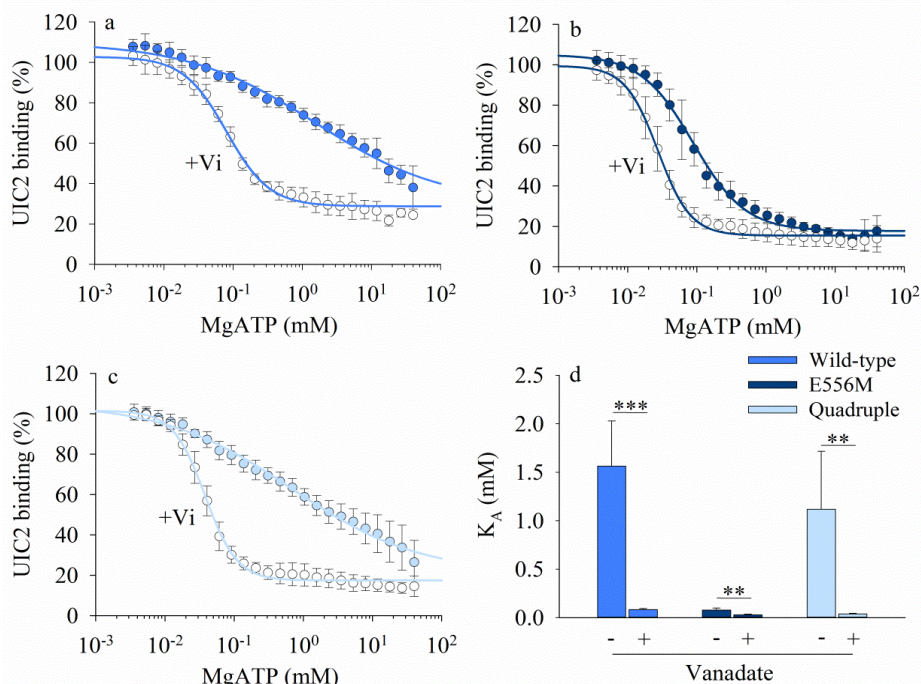 a
120
100
80
60
40
20
0
UIC2 binding (%)
+Vi
10⁻³ 10⁻² 10⁻¹ 10⁰ 10¹ 10²
MgATP (mM)
b
120
100
80
60
40
20
0
UIC2 binding (%)
+Vi
10⁻³ 10⁻² 10⁻¹ 10⁰ 10¹ 10²
MgATP (mM)
c
120
100
80
60
40
20
0
UIC2 binding (%)
+Vi
10⁻³ 10⁻² 10⁻¹ 10⁰ 10¹ 10²
MgATP (mM)
d
Wild-type
E556M
Quadruple
2.5
2.0
1.5
1.0
0.5
0.0
K_A (mM)
*** ** **
- + - + - +
Vanadate